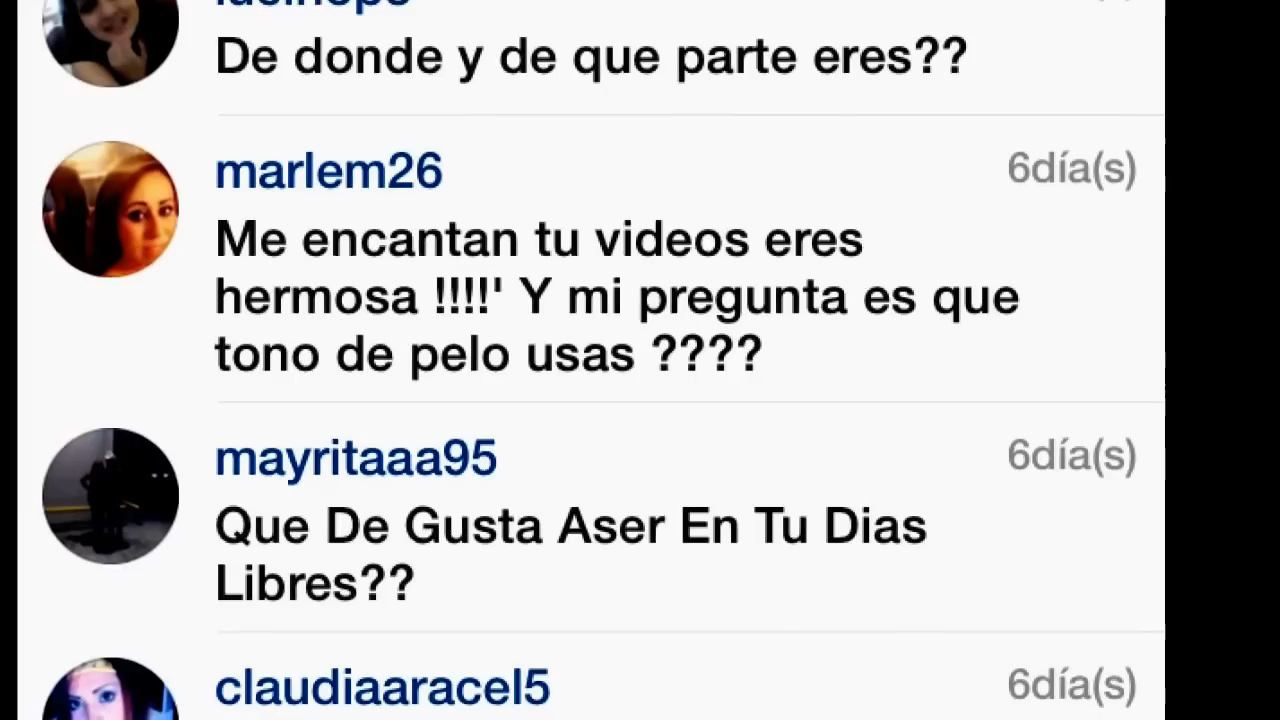 De donde y de que parte eres??
marlem26 6día(s)
Me encantan tu videos eres
hermosa !!!!' Y mi pregunta es que
tono de pelo usas ????
mayritaaa95 6día(s)
Que De Gusta Aser En Tu Dias
Libres??
claudiaaracel5 6día(s)